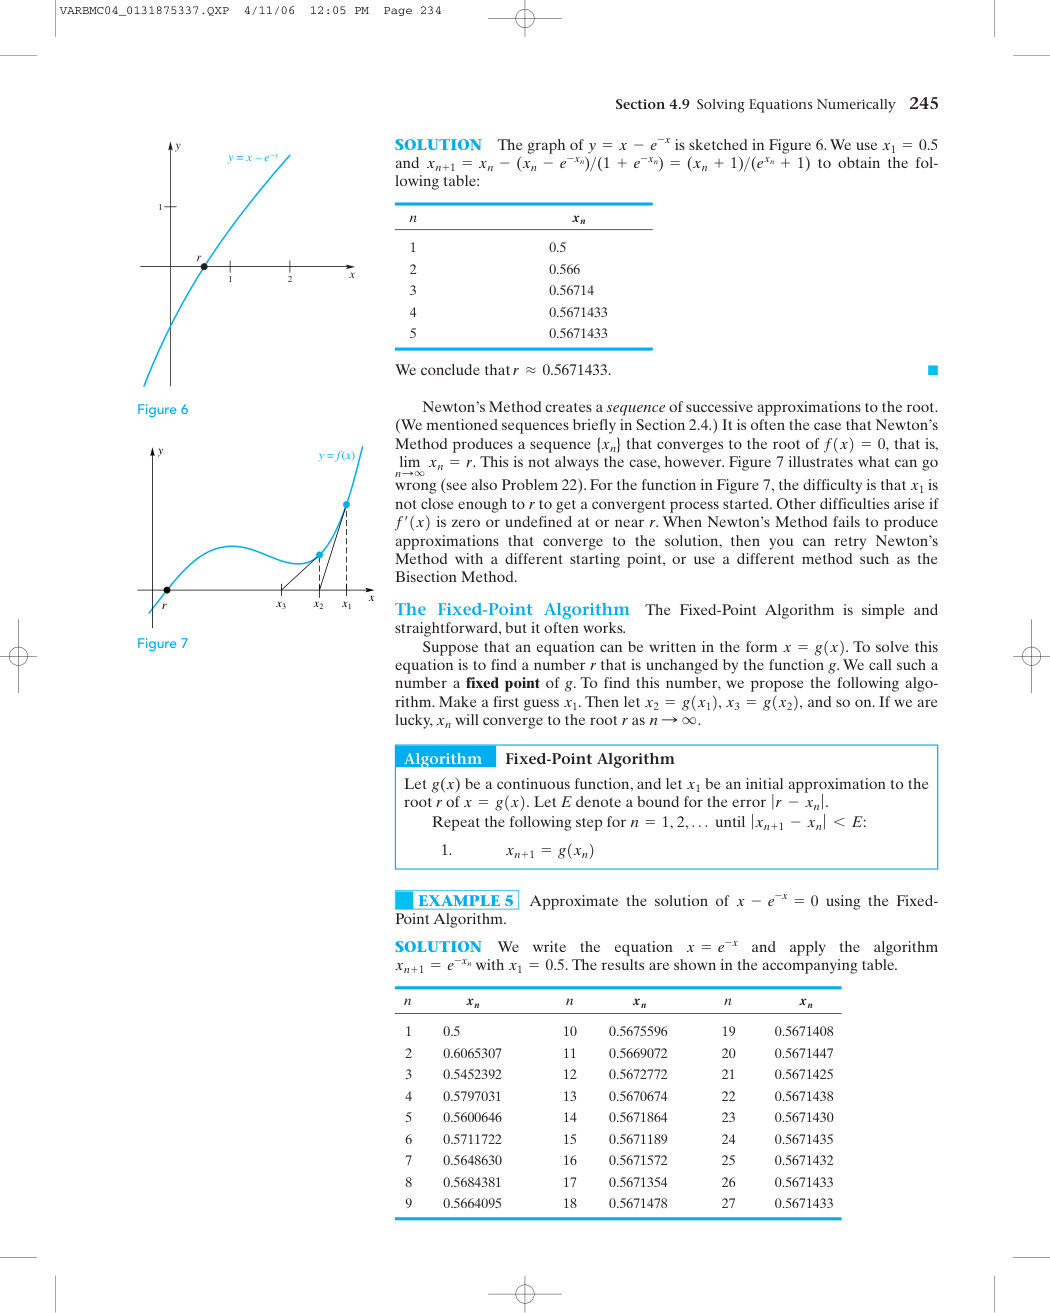 VARBMC04_0131875337.QXP 4/11/06 12:05 PM Page 234
Section 4.9 Solving Equations Numerically 245
y
y = x – e⁻ˣ
1
r
1 2 x
Figure 6
y
y = f(x)
r x₃ x₂ x₁ x
Figure 7
SOLUTION The graph of y = x − e⁻ˣ is sketched in Figure 6. We use x₁ = 0.5
and xₙ₊₁ = xₙ − (xₙ − e^{−xₙ})/(1 + e^{−xₙ}) = (xₙ + 1)/(e^{xₙ} + 1) to obtain the fol-
lowing table:
n xₙ
1 0.5
2 0.566
3 0.56714
4 0.5671433
5 0.5671433
We conclude that r ≈ 0.5671433.
Newton's Method creates a sequence of successive approximations to the root.
(We mentioned sequences briefly in Section 2.4.) It is often the case that Newton's
Method produces a sequence {xₙ} that converges to the root of f(x) = 0, that is,
lim xₙ = r. This is not always the case, however. Figure 7 illustrates what can go
n→∞
wrong (see also Problem 22). For the function in Figure 7, the difficulty is that x₁ is
not close enough to r to get a convergent process started. Other difficulties arise if
f′(x) is zero or undefined at or near r. When Newton's Method fails to produce
approximations that converge to the solution, then you can retry Newton's
Method with a different starting point, or use a different method such as the
Bisection Method.
The Fixed-Point Algorithm The Fixed-Point Algorithm is simple and
straightforward, but it often works.
Suppose that an equation can be written in the form x = g(x). To solve this
equation is to find a number r that is unchanged by the function g. We call such a
number a fixed point of g. To find this number, we propose the following algo-
rithm. Make a first guess x₁. Then let x₂ = g(x₁), x₃ = g(x₂), and so on. If we are
lucky, xₙ will converge to the root r as n → ∞.
Algorithm Fixed-Point Algorithm
Let g(x) be a continuous function, and let x₁ be an initial approximation to the
root r of x = g(x). Let E denote a bound for the error |r − xₙ|.
Repeat the following step for n = 1, 2, . . . until |xₙ₊₁ − xₙ| < E:
1. xₙ₊₁ = g(xₙ)
EXAMPLE 5 Approximate the solution of x − e⁻ˣ = 0 using the Fixed-
Point Algorithm.
SOLUTION We write the equation x = e⁻ˣ and apply the algorithm
xₙ₊₁ = e^{−xₙ} with x₁ = 0.5. The results are shown in the accompanying table.
n xₙ n xₙ n xₙ
1 0.5 10 0.5675596 19 0.5671408
2 0.6065307 11 0.5669072 20 0.5671447
3 0.5452392 12 0.5672772 21 0.5671425
4 0.5797031 13 0.5670674 22 0.5671438
5 0.5600646 14 0.5671864 23 0.5671430
6 0.5711722 15 0.5671189 24 0.5671435
7 0.5648630 16 0.5671572 25 0.5671432
8 0.5684381 17 0.5671354 26 0.5671433
9 0.5664095 18 0.5671478 27 0.5671433